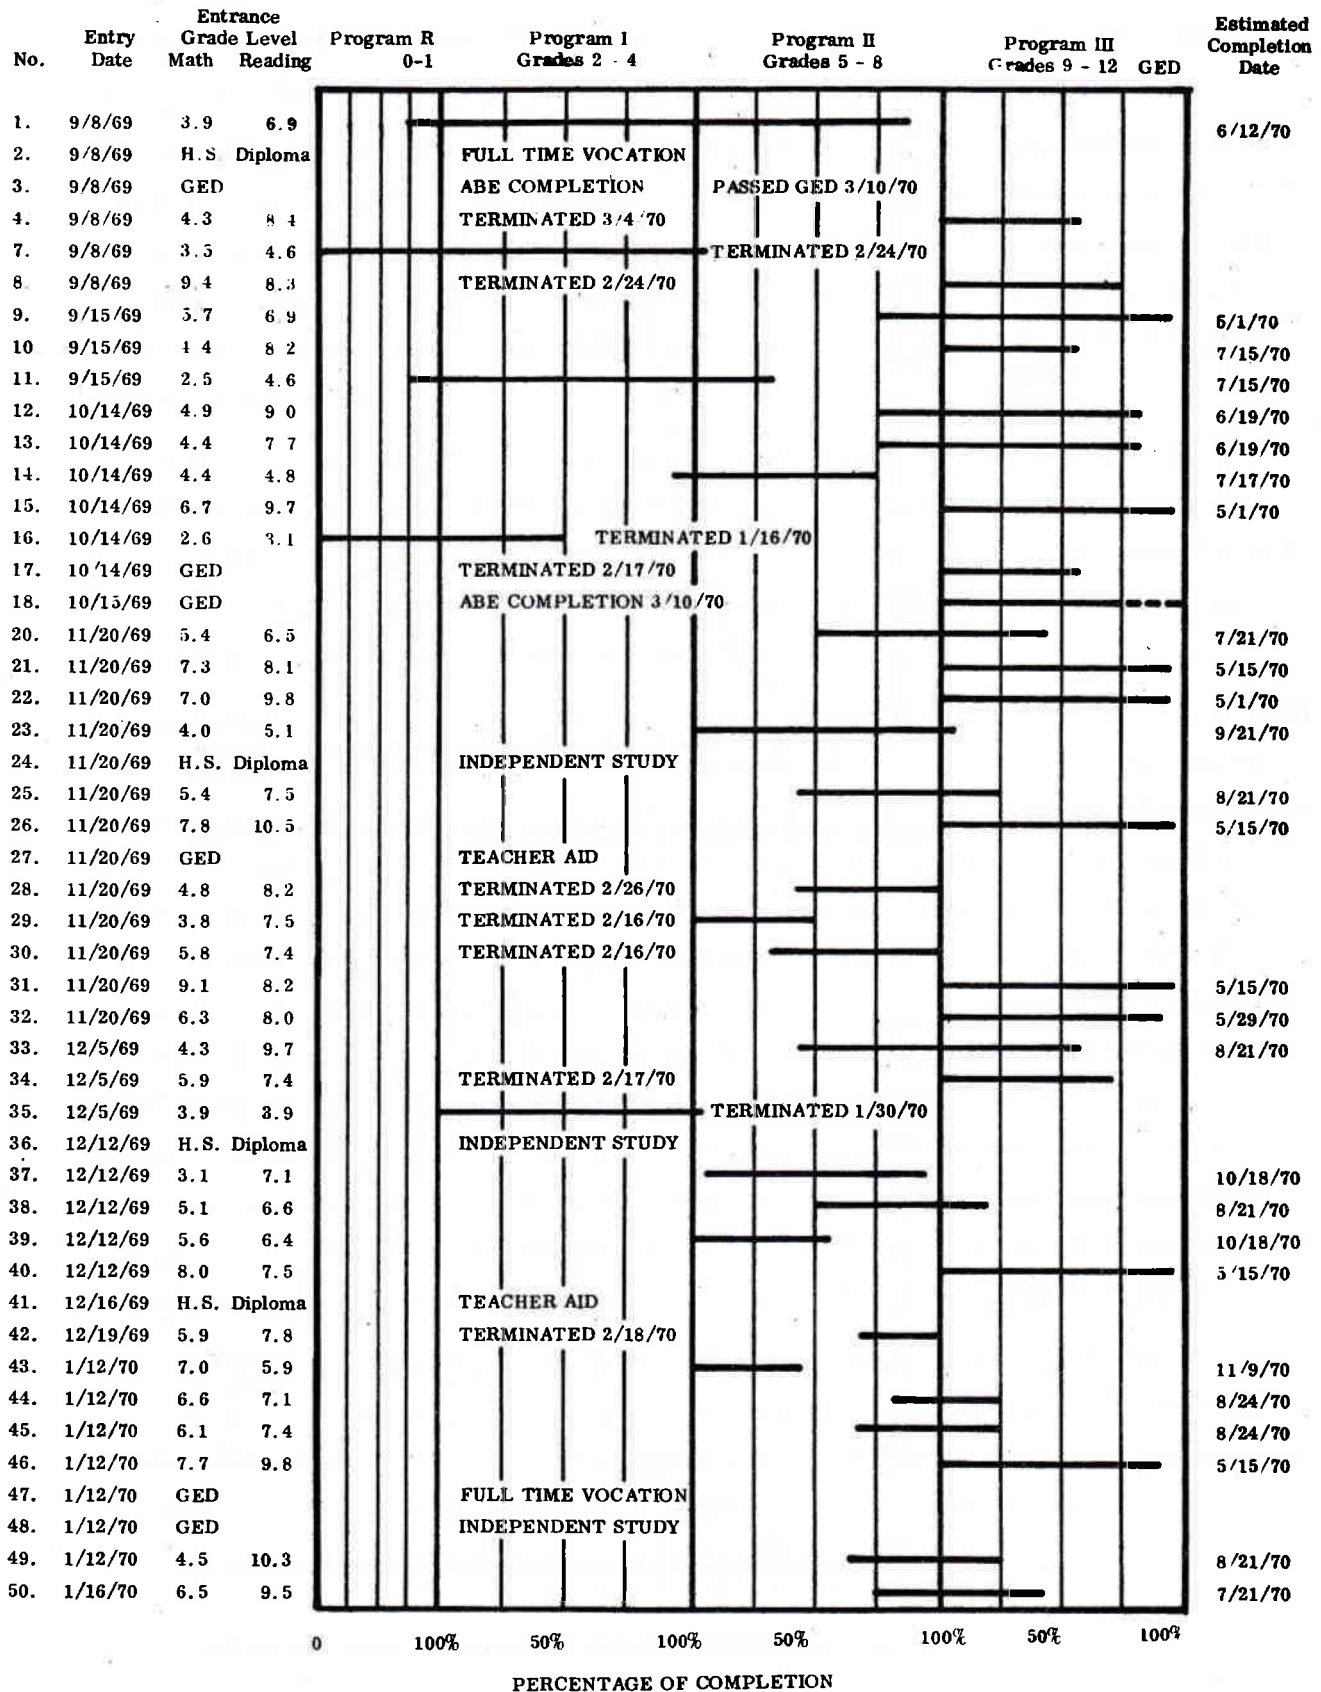 Entrance
Entry Grade Level Program R Program I Program II Program III Estimated Completion
No. Date Math Reading 0-1 Grades 2 - 4 Grades 5 - 8 Grades 9 - 12 GED Date
1. 9/8/69 3.9 6.9 6/12/70
2. 9/8/69 H.S Diploma FULL TIME VOCATION
3. 9/8/69 GED ABE COMPLETION PASSED GED 3/10/70
4. 9/8/69 4.3 8 4 TERMINATED 3/4/70
7. 9/8/69 3.5 4.6 TERMINATED 2/24/70
8 9/8/69 9.4 8.3 TERMINATED 2/24/70
9. 9/15/69 5.7 6 9 6/1/70
10 9/15/69 4 4 8 2 7/15/70
11. 9/15/69 2.5 4.6 7/15/70
12. 10/14/69 4.9 9 0 6/19/70
13. 10/14/69 4.4 7 7 6/19/70
14. 10/14/69 4.4 4.8 7/17/70
15. 10/14/69 6.7 9.7 5/1/70
16. 10/14/69 2.6 3.1 TERMINATED 1/16/70
17. 10/14/69 GED TERMINATED 2/17/70
18. 10/15/69 GED ABE COMPLETION 3/10/70
20. 11/20/69 5.4 6.5 7/21/70
21. 11/20/69 7.3 8.1 5/15/70
22. 11/20/69 7.0 9.8 5/1/70
23. 11/20/69 4.0 5.1 9/21/70
24. 11/20/69 H.S. Diploma INDEPENDENT STUDY
25. 11/20/69 5.4 7.5 8/21/70
26. 11/20/69 7.8 10.5 5/15/70
27. 11/20/69 GED TEACHER AID
28. 11/20/69 4.8 8.2 TERMINATED 2/26/70
29. 11/20/69 3.8 7.5 TERMINATED 2/16/70
30. 11/20/69 5.8 7.4 TERMINATED 2/16/70
31. 11/20/69 9.1 8.2 5/15/70
32. 11/20/69 6.3 8.0 5/29/70
33. 12/5/69 4.3 9.7 8/21/70
34. 12/5/69 5.9 7.4 TERMINATED 2/17/70
35. 12/5/69 3.9 3.9 TERMINATED 1/30/70
36. 12/12/69 H.S. Diploma INDEPENDENT STUDY
37. 12/12/69 3.1 7.1 10/18/70
38. 12/12/69 5.1 6.6 8/21/70
39. 12/12/69 5.6 6.4 10/18/70
40. 12/12/69 8.0 7.5 5/15/70
41. 12/16/69 H.S. Diploma TEACHER AID
42. 12/19/69 5.9 7.8 TERMINATED 2/18/70
43. 1/12/70 7.0 5.9 11/9/70
44. 1/12/70 6.6 7.1 8/24/70
45. 1/12/70 6.1 7.4 8/24/70
46. 1/12/70 7.7 9.8 5/15/70
47. 1/12/70 GED FULL TIME VOCATION
48. 1/12/70 GED INDEPENDENT STUDY
49. 1/12/70 4.5 10.3 8/21/70
50. 1/16/70 6.5 9.5 7/21/70
0 100% 50% 100% 50% 100% 50% 100%
PERCENTAGE OF COMPLETION